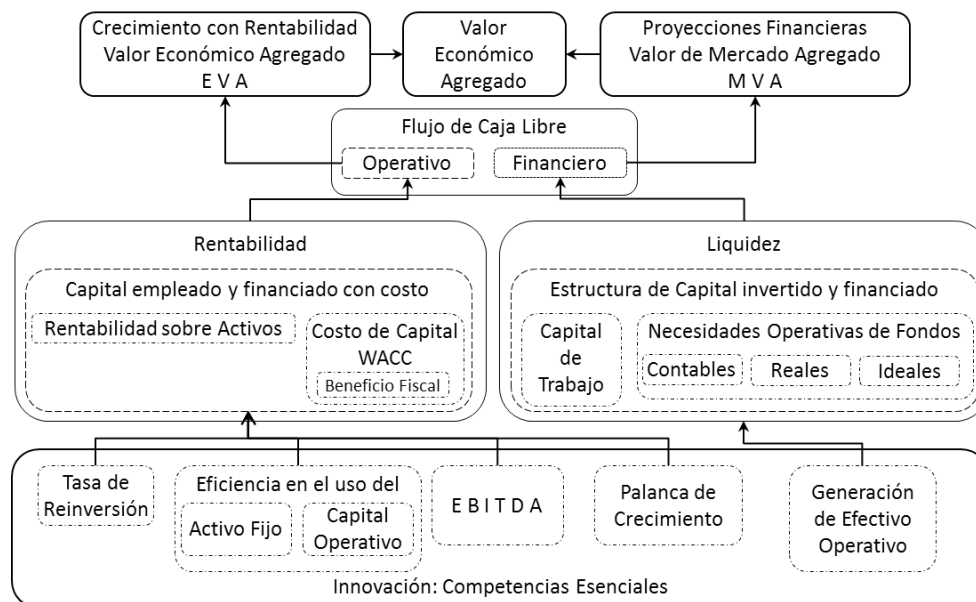 Crecimiento con Rentabilidad
Valor Económico Agregado
E V A
Valor
Económico
Agregado
Proyecciones Financieras
Valor de Mercado Agregado
M V A
Flujo de Caja Libre
Operativo
Financiero
Rentabilidad
Capital empleado y financiado con costo
Rentabilidad sobre Activos
Costo de Capital
WACC
Beneficio Fiscal
Liquidez
Estructura de Capital invertido y financiado
Capital
de
Trabajo
Necesidades Operativas de Fondos
Contables
Reales
Ideales
Tasa de
Reinversión
Eficiencia en el uso del
Activo Fijo
Capital
Operativo
E B I T D A
Palanca de
Crecimiento
Generación
de Efectivo
Operativo
Innovación: Competencias Esenciales